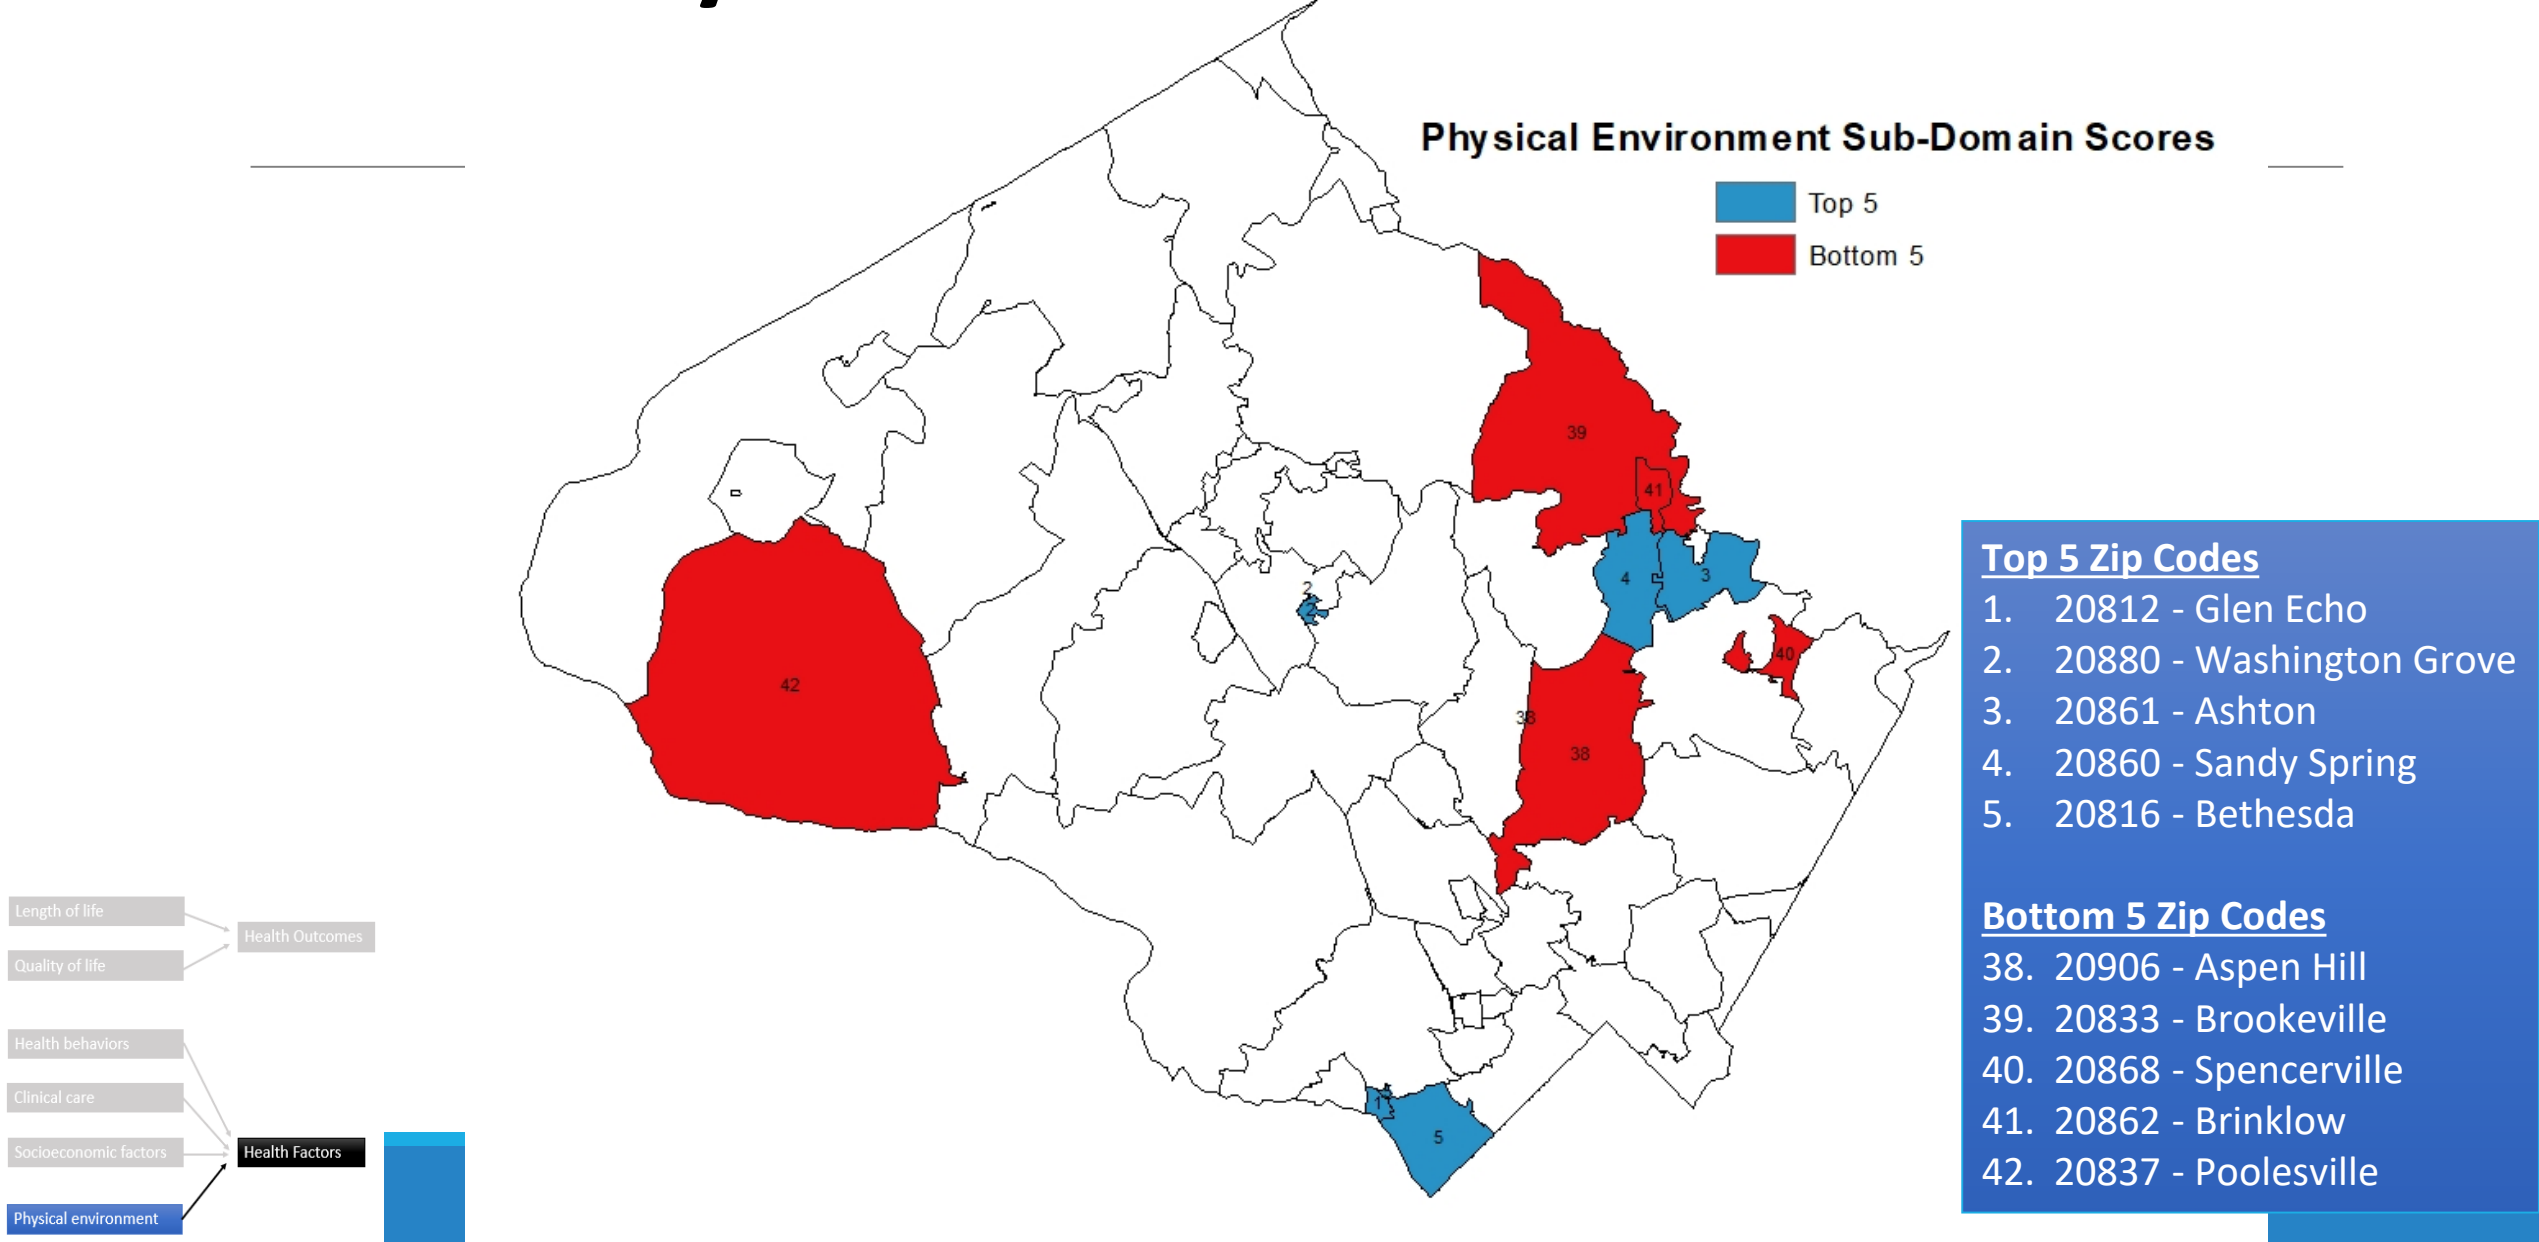 Physical Environment Sub-Domain Scores
Top 5
Bottom 5
39
41
4
3
2
2
40
42
38
38
1
5
Top 5 Zip Codes
1. 20812 - Glen Echo
2. 20880 - Washington Grove
3. 20861 - Ashton
4. 20860 - Sandy Spring
5. 20816 - Bethesda
Bottom 5 Zip Codes
38. 20906 - Aspen Hill
39. 20833 - Brookeville
40. 20868 - Spencerville
41. 20862 - Brinklow
42. 20837 - Poolesville
Length of life
Health Outcomes
Quality of life
Health behaviors
Clinical care
Socioeconomic factors
Health Factors
Physical environment